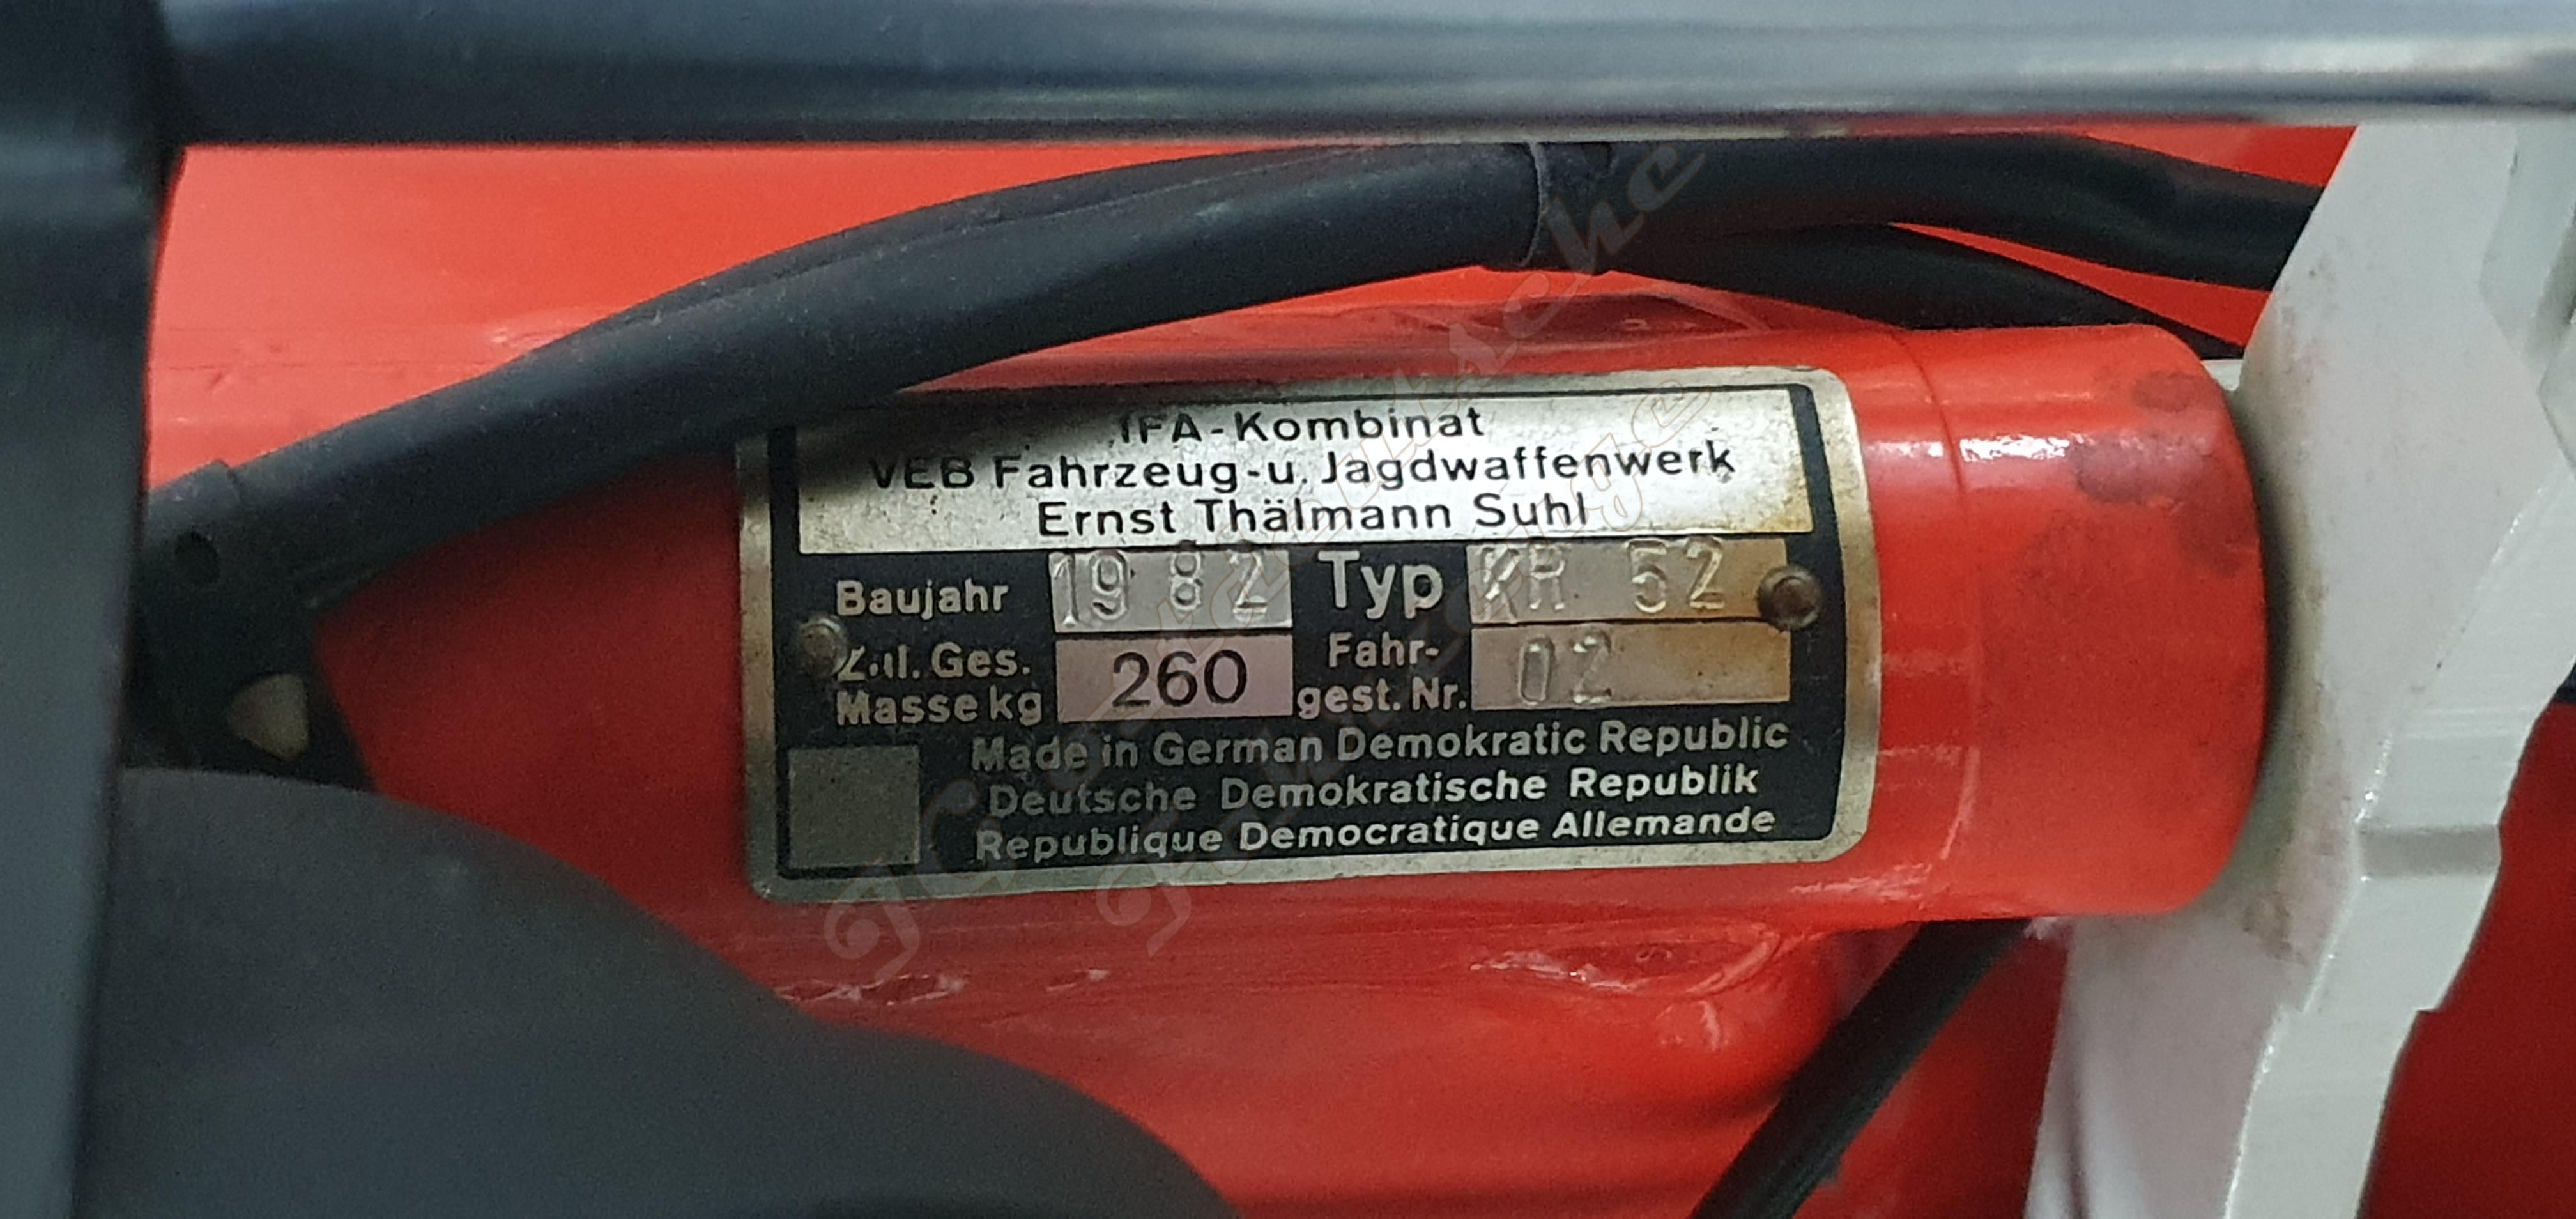 IFA-Kombinat
VEB Fahrzeug-u. Jagdwaffenwerk
Ernst Thälmann Suhl
Baujahr 1982 Typ KR 52
Zul. Ges. Masse kg 260 Fahr-gest. Nr. 02
Made in German Demokratic Republic
Deutsche Demokratische Republik
Republique Democratique Allemande